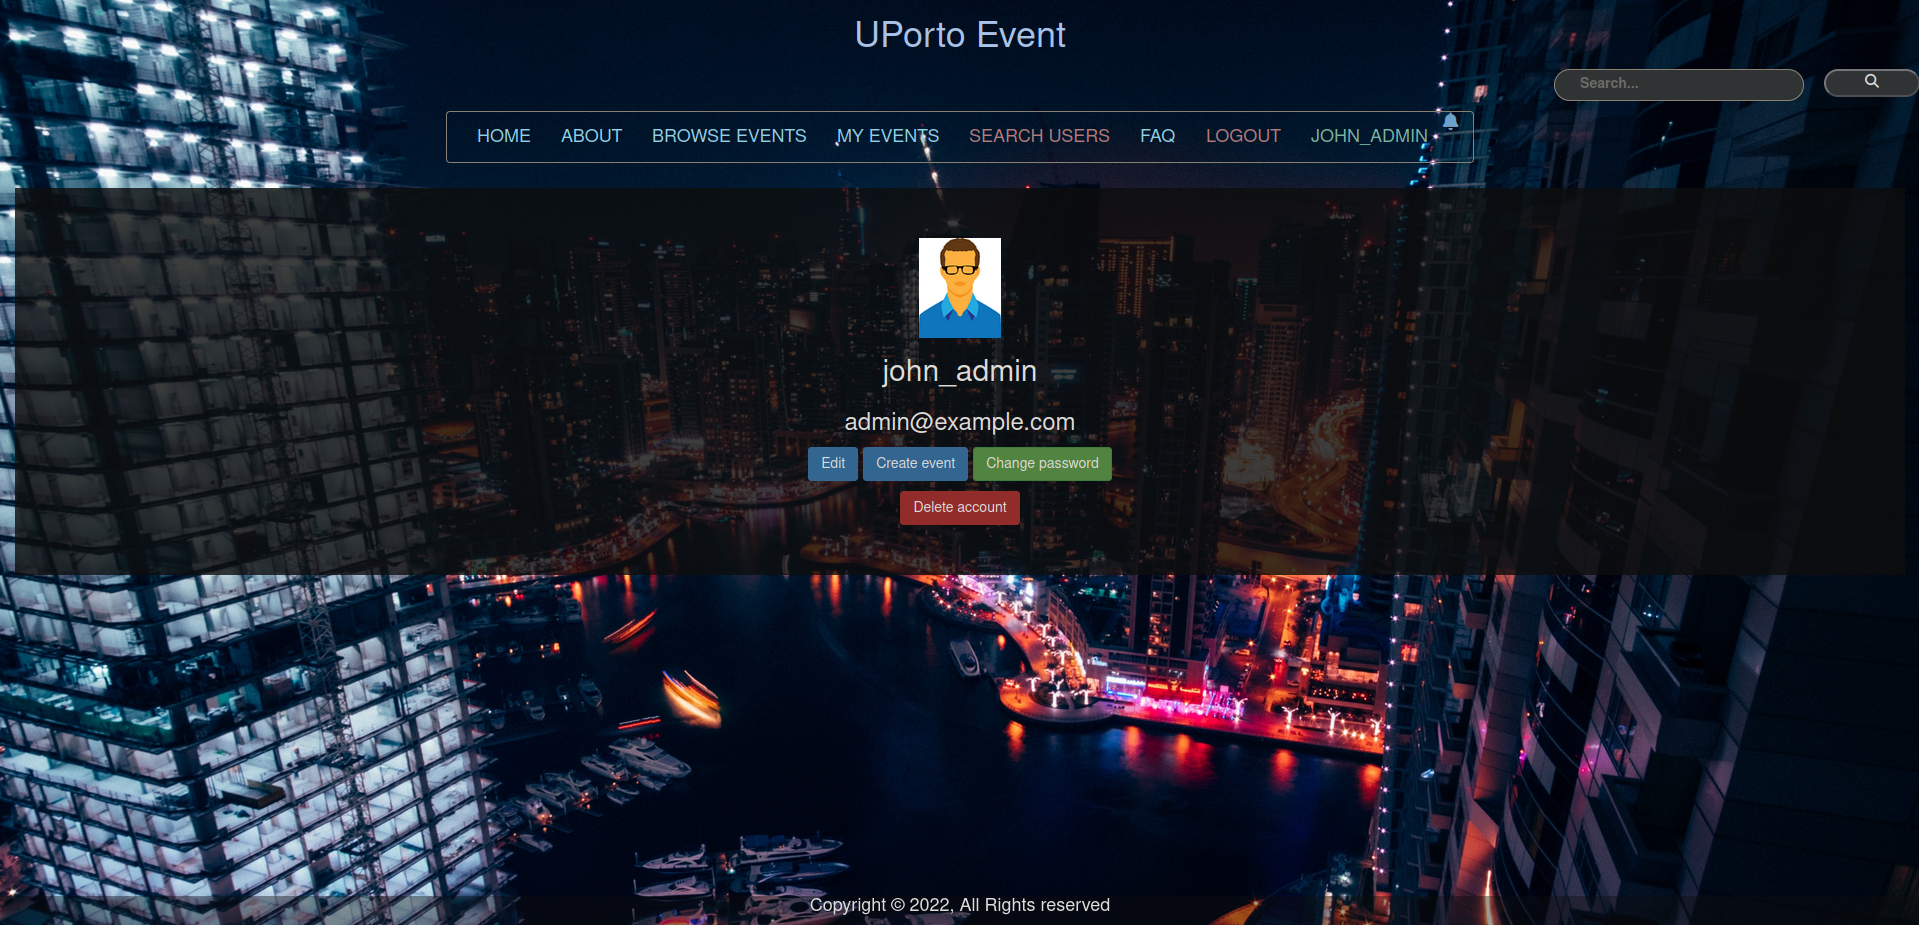 UPorto Event
Search...
HOME ABOUT BROWSE EVENTS MY EVENTS SEARCH USERS FAQ LOGOUT JOHN_ADMIN
john_admin
admin@example.com
Edit Create event Change password
Delete account
Copyright © 2022, All Rights reserved